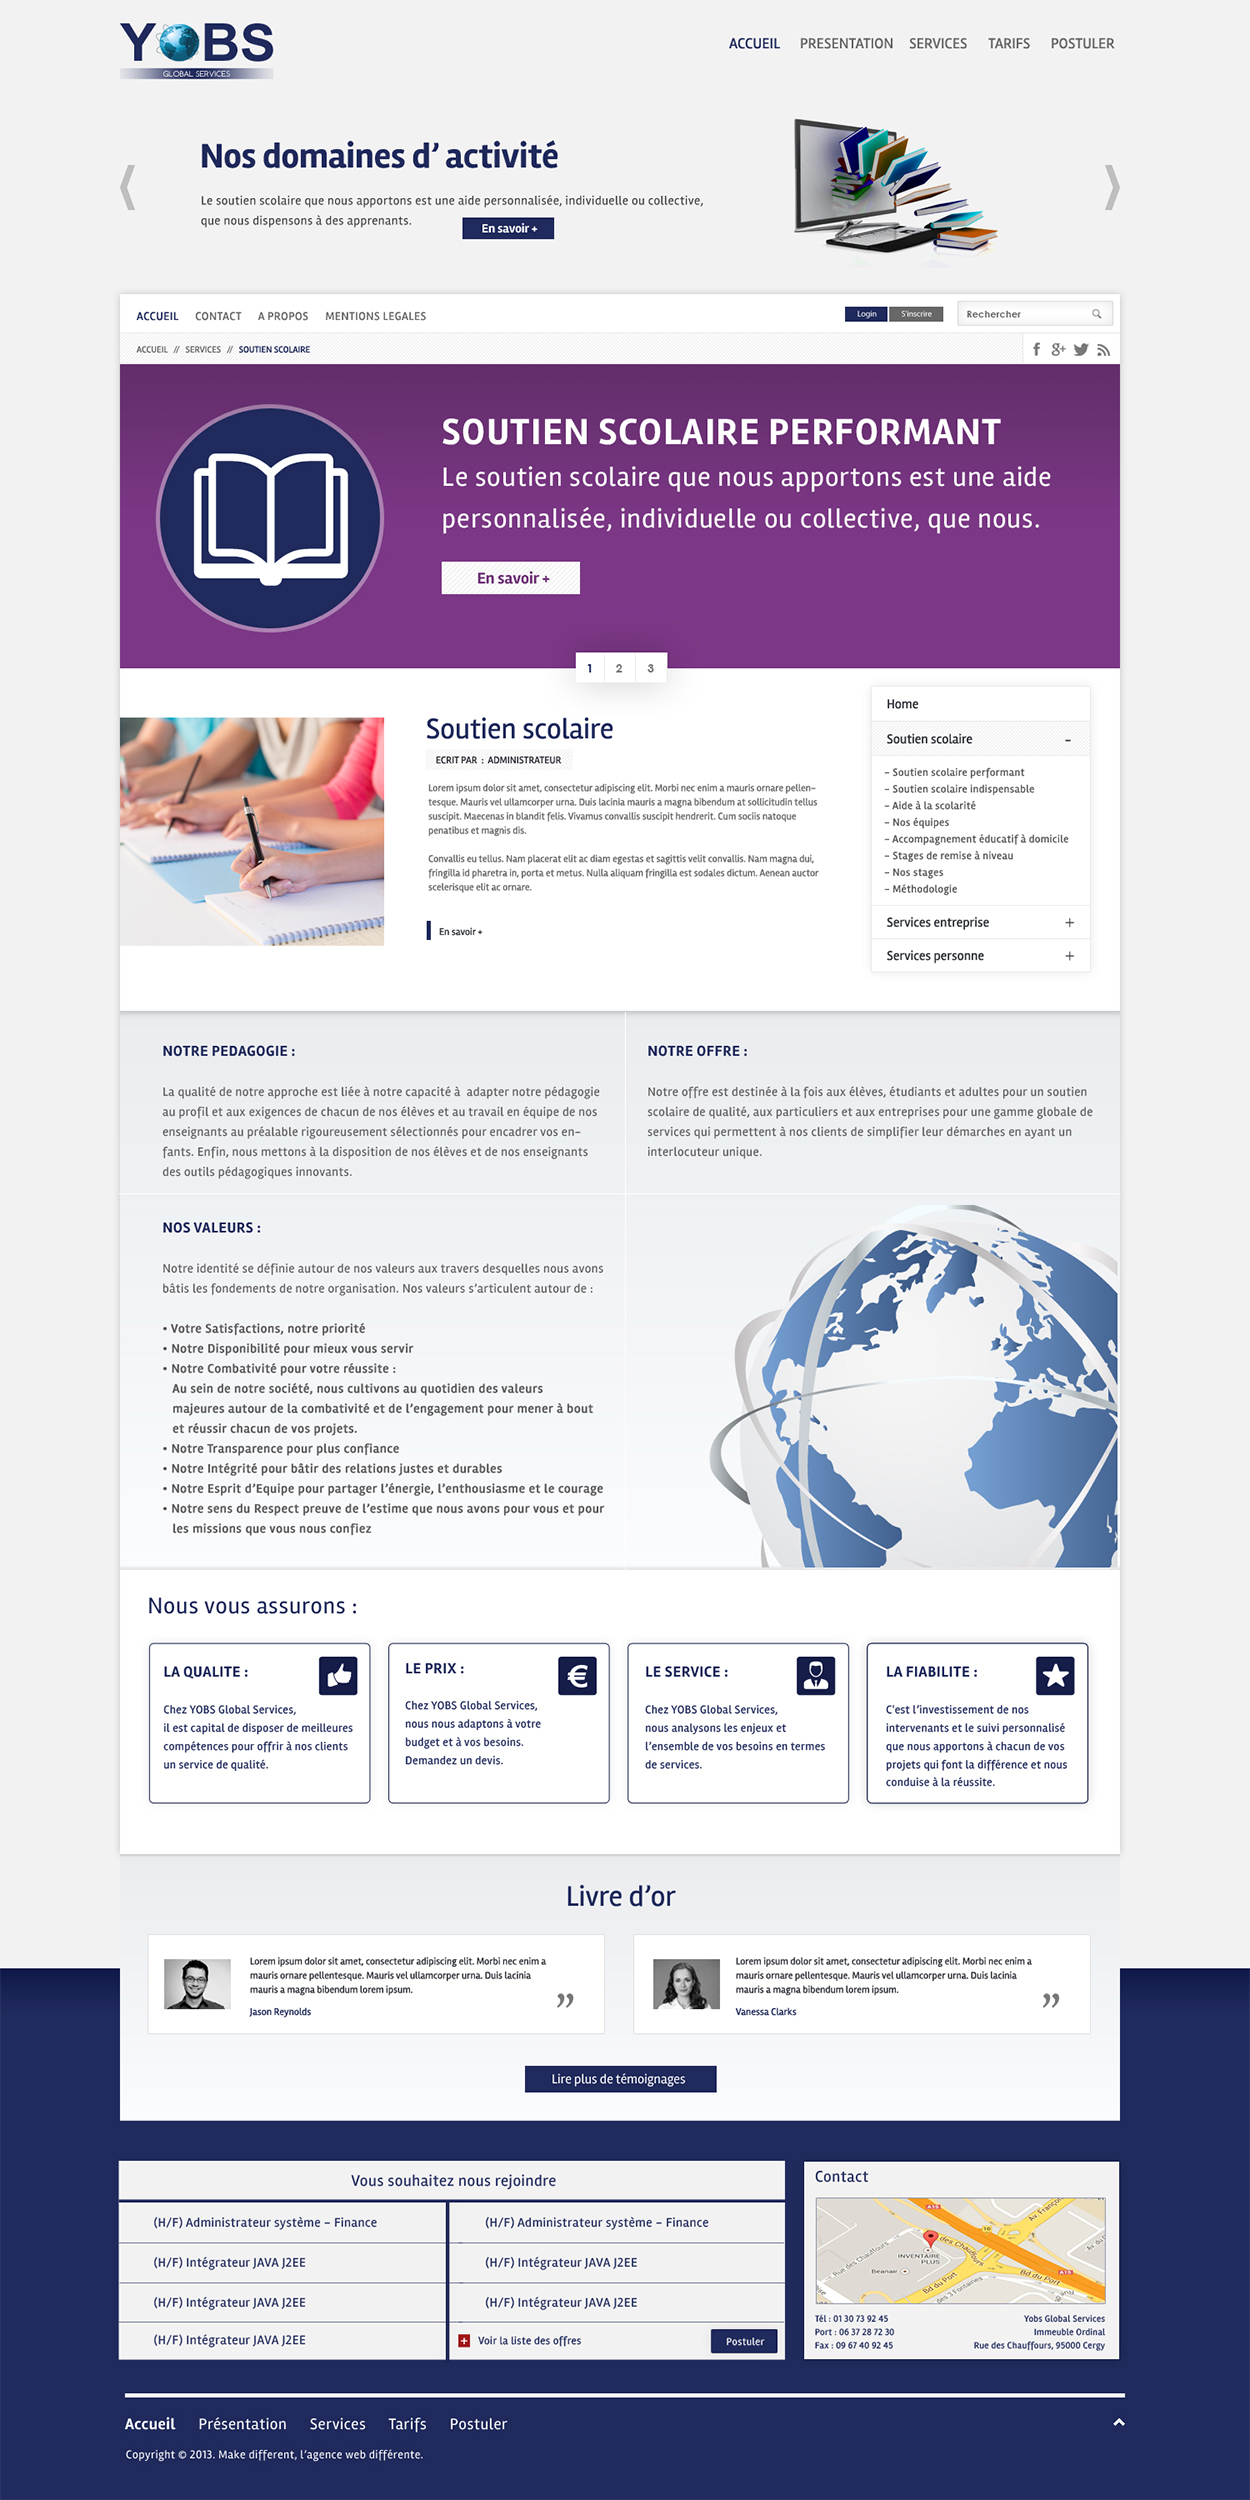 YOBS
GLOBAL SERVICES
ACCUEIL PRESENTATION SERVICES TARIFS POSTULER
Nos domaines d’ activité
Le soutien scolaire que nous apportons est une aide personnalisée, individuelle ou collective,
que nous dispensons à des apprenants.
En savoir +
ACCUEIL CONTACT A PROPOS MENTIONS LEGALES
Login S'inscrire Rechercher
ACCUEIL // SERVICES // SOUTIEN SCOLAIRE
SOUTIEN SCOLAIRE PERFORMANT
Le soutien scolaire que nous apportons est une aide
personnalisée, individuelle ou collective, que nous.
En savoir +
1 2 3
Soutien scolaire
ECRIT PAR : ADMINISTRATEUR
Lorem ipsum dolor sit amet, consectetur adipiscing elit. Morbi nec enim a mauris ornare pellen-
tesque. Mauris vel ullamcorper urna. Duis lacinia mauris a magna bibendum at sollicitudin tellus
suscipit. Maecenas in blandit felis. Vivamus convallis suscipit hendrerit. Cum sociis natoque
penatibus et magnis dis.
Convallis eu tellus. Nam placerat elit ac diam egestas et sagittis velit convallis. Nam magna dui,
fringilla id pharetra in, porta et metus. Nulla aliquam fringilla est sodales dictum. Aenean auctor
scelerisque elit ac ornare.
En savoir +
Home
Soutien scolaire -
- Soutien scolaire performant
- Soutien scolaire indispensable
- Aide à la scolarité
- Nos équipes
- Accompagnement éducatif à domicile
- Stages de remise à niveau
- Nos stages
- Méthodologie
Services entreprise +
Services personne +
NOTRE PEDAGOGIE :
La qualité de notre approche est liée à notre capacité à adapter notre pédagogie
au profil et aux exigences de chacun de nos élèves et au travail en équipe de nos
enseignants au préalable rigoureusement sélectionnés pour encadrer vos en-
fants. Enfin, nous mettons à la disposition de nos élèves et de nos enseignants
des outils pédagogiques innovants.
NOTRE OFFRE :
Notre offre est destinée à la fois aux élèves, étudiants et adultes pour un soutien
scolaire de qualité, aux particuliers et aux entreprises pour une gamme globale de
services qui permettent à nos clients de simplifier leur démarches en ayant un
interlocuteur unique.
NOS VALEURS :
Notre identité se définie autour de nos valeurs aux travers desquelles nous avons
bâtis les fondements de notre organisation. Nos valeurs s’articulent autour de :
• Votre Satisfactions, notre priorité
• Notre Disponibilité pour mieux vous servir
• Notre Combativité pour votre réussite :
Au sein de notre société, nous cultivons au quotidien des valeurs
majeures autour de la combativité et de l’engagement pour mener à bout
et réussir chacun de vos projets.
• Notre Transparence pour plus confiance
• Notre Intégrité pour bâtir des relations justes et durables
• Notre Esprit d’Equipe pour partager l’énergie, l’enthousiasme et le courage
• Notre sens du Respect preuve de l’estime que nous avons pour vous et pour
les missions que vous nous confiez
Nous vous assurons :
LA QUALITE :
Chez YOBS Global Services,
il est capital de disposer de meilleures
compétences pour offrir à nos clients
un service de qualité.
LE PRIX :
€
Chez YOBS Global Services,
nous nous adaptons à votre
budget et à vos besoins.
Demandez un devis.
LE SERVICE :
Chez YOBS Global Services,
nous analysons les enjeux et
l’ensemble de vos besoins en termes
de services.
LA FIABILITE :
C'est l’investissement de nos
intervenants et le suivi personnalisé
que nous apportons à chacun de vos
projets qui font la différence et nous
conduise à la réussite.
Livre d’or
Lorem ipsum dolor sit amet, consectetur adipiscing elit. Morbi nec enim a
mauris ornare pellentesque. Mauris vel ullamcorper urna. Duis lacinia
mauris a magna bibendum lorem ipsum.
”
Jason Reynolds
Lorem ipsum dolor sit amet, consectetur adipiscing elit. Morbi nec enim a
mauris ornare pellentesque. Mauris vel ullamcorper urna. Duis lacinia
mauris a magna bibendum lorem ipsum.
”
Vanessa Clarks
Lire plus de témoignages
Vous souhaitez nous rejoindre
(H/F) Administrateur système - Finance
(H/F) Intégrateur JAVA J2EE
(H/F) Intégrateur JAVA J2EE
(H/F) Intégrateur JAVA J2EE
(H/F) Administrateur système - Finance
(H/F) Intégrateur JAVA J2EE
(H/F) Intégrateur JAVA J2EE
+ Voir la liste des offres
Postuler
Contact
A15
Av. François
10
Av du
Rue des Chauffours
des Chauffours
INVENTAIRE
PLUS
Béanair
Bd du Port
Bd du Port
A15
des 3 Fontaines
Tél : 01 30 73 92 45
Port : 06 37 28 72 30
Fax : 09 67 40 92 45
Yobs Global Services
Immeuble Ordinal
Rue des Chauffours, 95000 Cergy
Accueil Présentation Services Tarifs Postuler
Copyright © 2013. Make different, l’agence web différente.